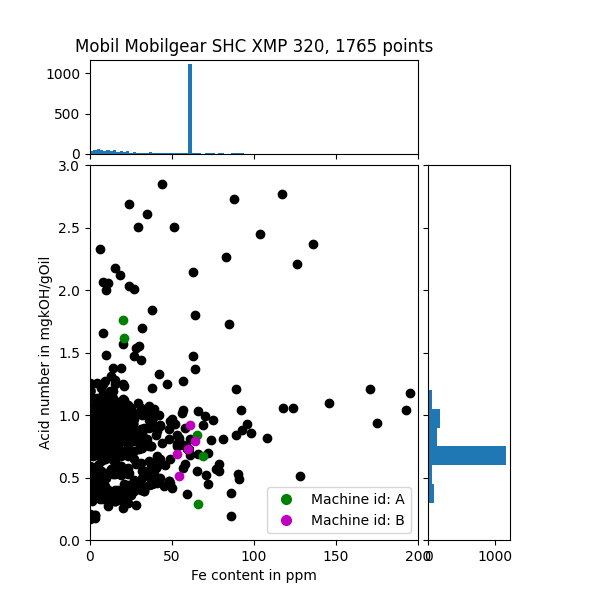 Mobil Mobilgear SHC XMP 320, 1765 points
1000
500
0
3.0
2.5
2.0
1.5
1.0
0.5
0.0
Acid number in mgkOH/gOil
Machine id: A
Machine id: B
0 50 100 150 200 0 1000
Fe content in ppm